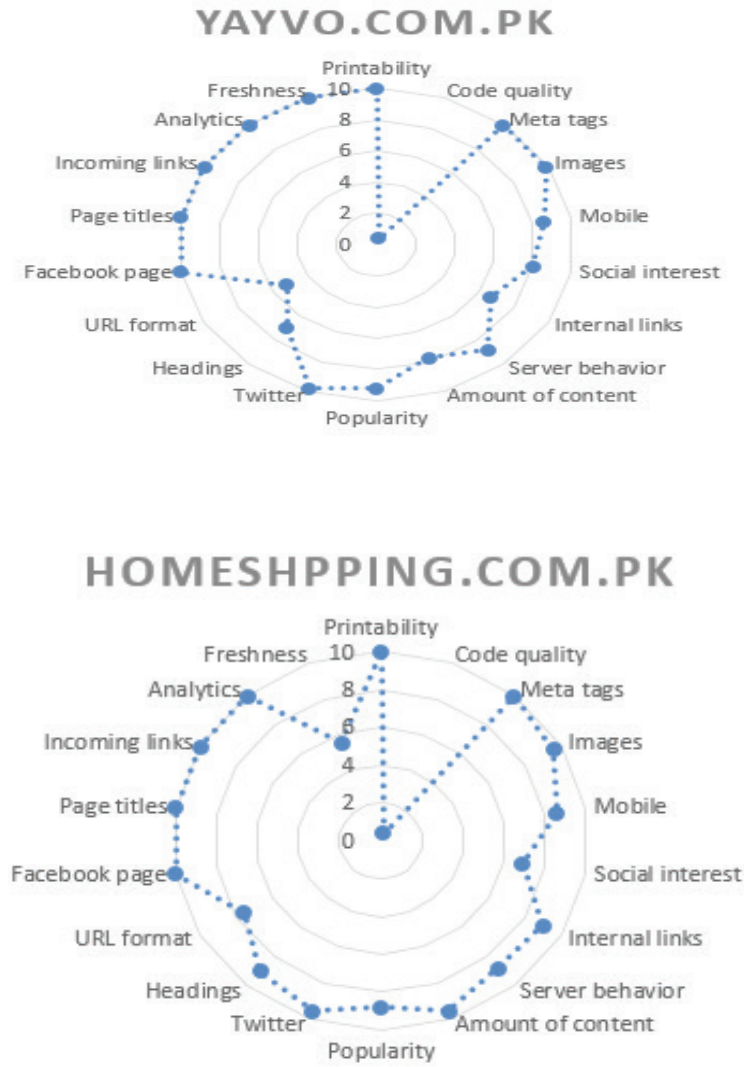 YAYVO.COM.PK
Printability
Freshness 10 Code quality
Analytics 8 Meta tags
Incoming links 6 Images
4
Page titles 2 Mobile
0
Facebook page Social interest
URL format Internal links
Headings Server behavior
Twitter Amount of content
Popularity
HOMESHPPING.COM.PK
Printability
Freshness 10 Code quality
Analytics 8 Meta tags
Incoming links 6 Images
4
Page titles 2 Mobile
0
Facebook page Social interest
URL format Internal links
Headings Server behavior
Twitter Amount of content
Popularity